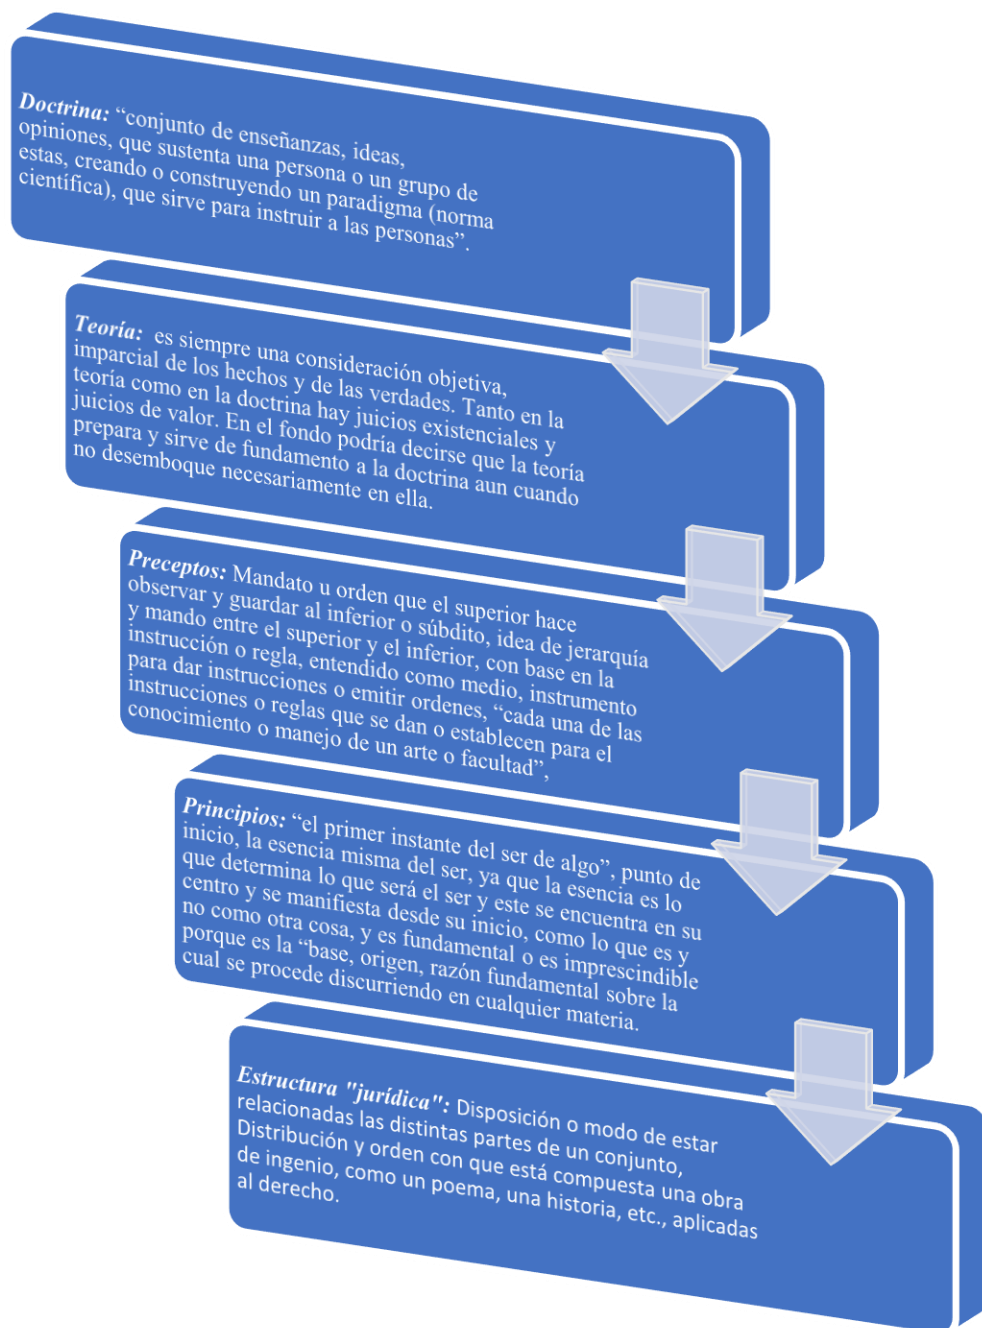 Doctrina: “conjunto de enseñanzas, ideas,
opiniones, que sustenta una persona o un grupo de
estas, creando o construyendo un paradigma (norma
científica), que sirve para instruir a las personas”.
Teoría:  es siempre una consideración objetiva,
imparcial de los hechos y de las verdades. Tanto en la
teoría como en la doctrina hay juicios existenciales y
juicios de valor. En el fondo podría decirse que la teoría
prepara y sirve de fundamento a la doctrina aun cuando
no desemboque necesariamente en ella.
Preceptos: Mandato u orden que el superior hace
observar y guardar al inferior o súbdito, idea de jerarquía
y mando entre el superior y el inferior, con base en la
instrucción o regla, entendido como medio, instrumento
para dar instrucciones o emitir ordenes, “cada una de las
instrucciones o reglas que se dan o establecen para el
conocimiento o manejo de un arte o facultad”,
Principios: “el primer instante del ser de algo”, punto de
inicio, la esencia misma del ser, ya que la esencia es lo
que determina lo que será el ser y este se encuentra en su
centro y se manifiesta desde su inicio, como lo que es y
no como otra cosa, y es fundamental o es imprescindible
porque es la “base, origen, razón fundamental sobre la
cual se procede discurriendo en cualquier materia.
Estructura "jurídica": Disposición o modo de estar
relacionadas las distintas partes de un conjunto,
Distribución y orden con que está compuesta una obra
de ingenio, como un poema, una historia, etc., aplicadas
al derecho.